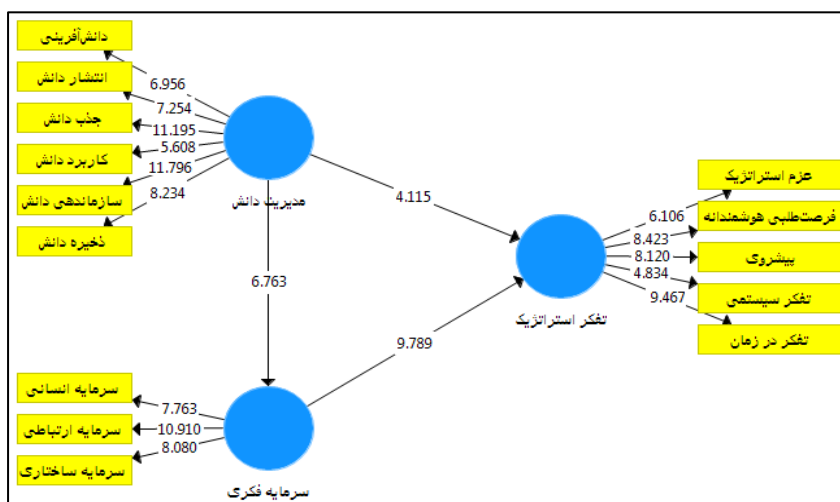 دانش‌آفرینی
انتشار دانش
جذب دانش
کاربرد دانش
سازماندهی دانش
ذخیره دانش
6.956
7.254
11.195
5.608
11.796
8.234
مدیریت دانش
4.115
6.763
9.789
تفکر استراتژیک
عزم استراتژیک
فرصت‌طلبی هوشمندانه
پیشروی
تفکر سیستمی
تفکر در زمان
6.106
8.423
8.120
4.834
9.467
سرمایه انسانی
سرمایه ارتباطی
سرمایه ساختاری
7.763
10.910
8.080
سرمایه فکری